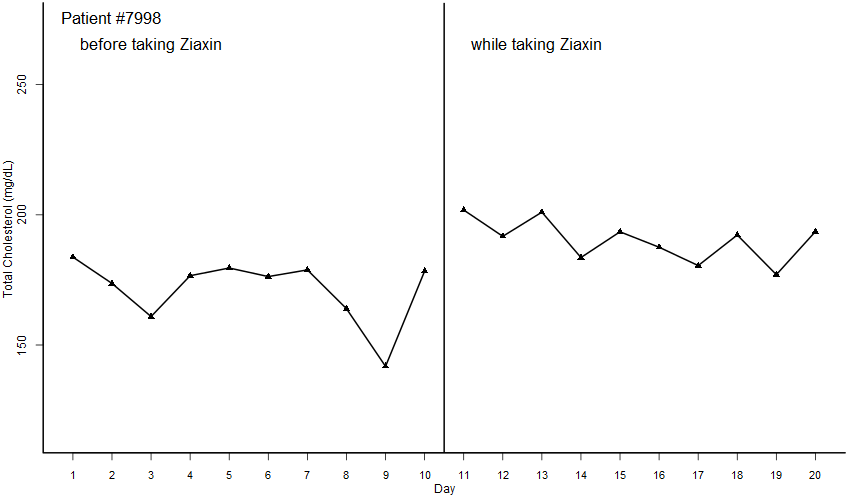 Patient #7998
before taking Ziaxin
while taking Ziaxin
Total Cholesterol (mg/dL)
250
200
150
1 2 3 4 5 6 7 8 9 10 11 12 13 14 15 16 17 18 19 20
Day